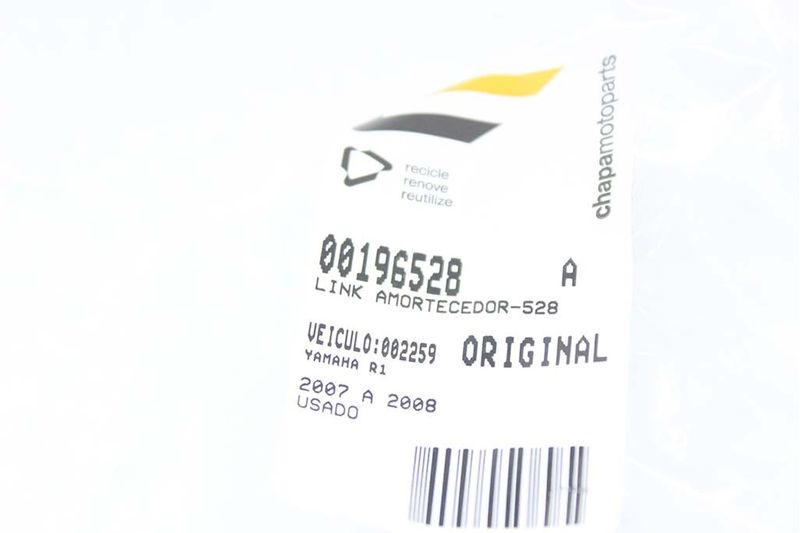 chapamotoparts
recicle
renove
reutilize
00196528 A
LINK AMORTECEDOR-528
VEICULO:002259 ORIGINAL
YAMAHA R1
2007 A 2008
USADO